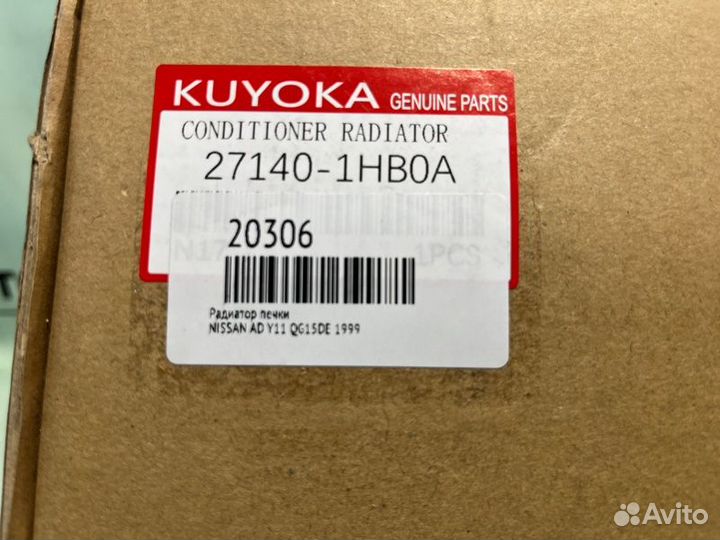 KUYOKA GENUINE PARTS
CONDITIONER RADIATOR
27140-1HB0A
1PCS
20306
Радиатор печки
NISSAN AD Y11 QG15DE 1999
Avito